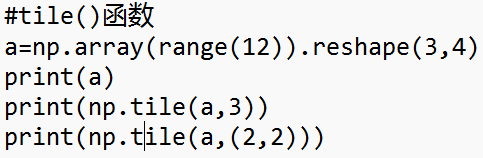 #tile()函数
a=np.array(range(12)).reshape(3,4)
print(a)
print(np.tile(a,3))
print(np.tile(a,(2,2)))